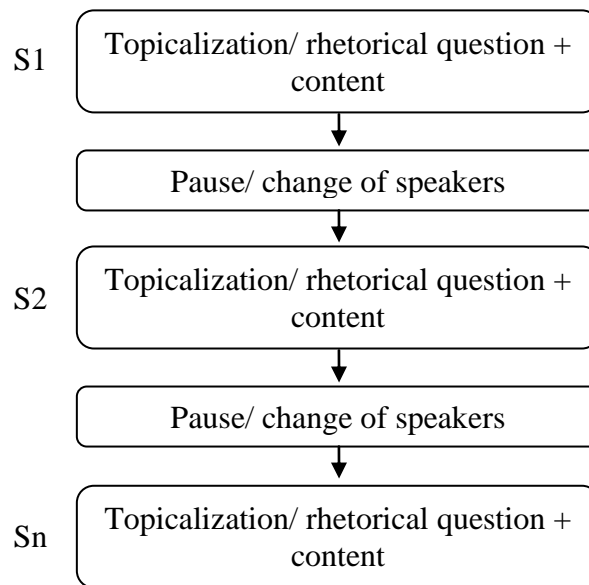 S1
Topicalization/ rhetorical question +
content
Pause/ change of speakers
S2
Topicalization/ rhetorical question +
content
Pause/ change of speakers
Sn
Topicalization/ rhetorical question +
content